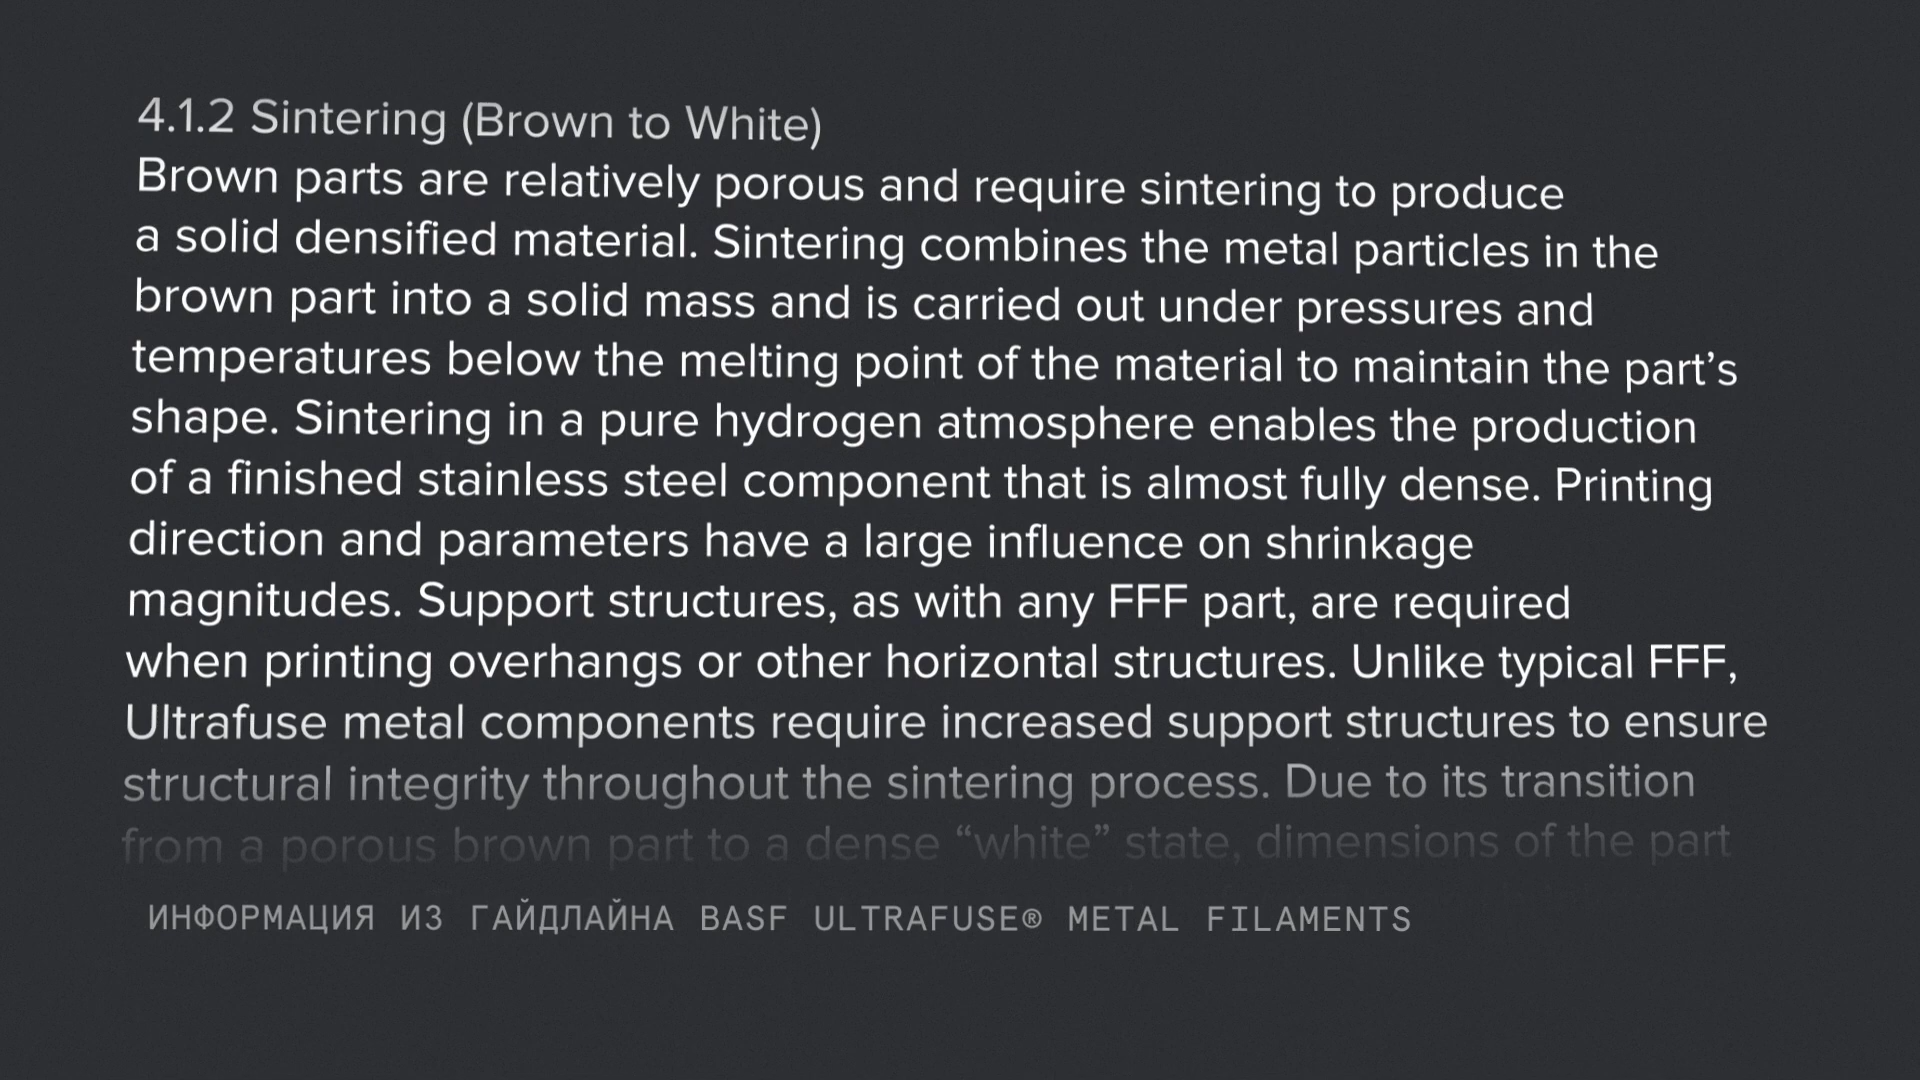 4.1.2 Sintering (Brown to White)
Brown parts are relatively porous and require sintering to produce
a solid densified material. Sintering combines the metal particles in the
brown part into a solid mass and is carried out under pressures and
temperatures below the melting point of the material to maintain the part’s
shape. Sintering in a pure hydrogen atmosphere enables the production
of a finished stainless steel component that is almost fully dense. Printing
direction and parameters have a large influence on shrinkage
magnitudes. Support structures, as with any FFF part, are required
when printing overhangs or other horizontal structures. Unlike typical FFF,
Ultrafuse metal components require increased support structures to ensure
structural integrity throughout the sintering process. Due to its transition
from a porous brown part to a dense “white” state, dimensions of the part
ИНФОРМАЦИЯ ИЗ ГАЙДЛАЙНА BASF ULTRAFUSE® METAL FILAMENTS